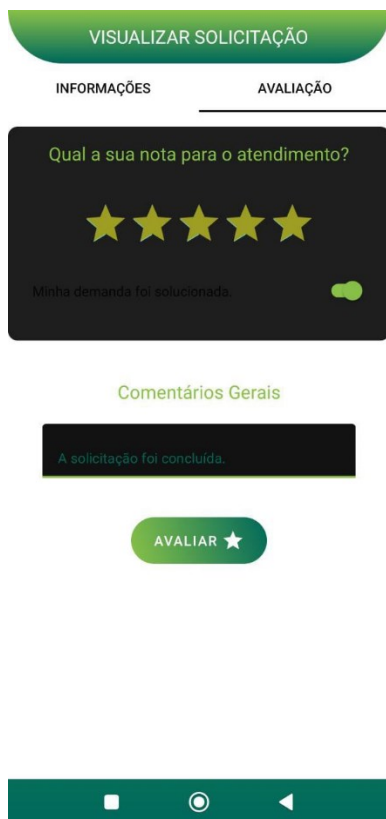 VISUALIZAR SOLICITAÇÃO
INFORMAÇÕES AVALIAÇÃO
Qual a sua nota para o atendimento?
Minha demanda foi solucionada.
Comentários Gerais
A solicitação foi concluída.
AVALIAR